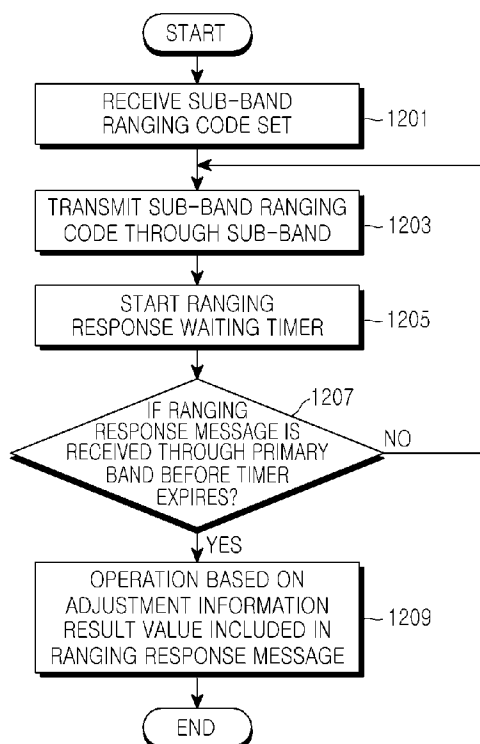 START
RECEIVE SUB-BAND
RANGING CODE SET
1201
TRANSMIT SUB-BAND RANGING
CODE THROUGH SUB-BAND
1203
START RANGING
RESPONSE WAITING TIMER
1205
1207
IF RANGING
RESPONSE MESSAGE IS
RECEIVED THROUGH PRIMARY
BAND BEFORE TIMER
EXPIRES?
NO
YES
OPERATION BASED ON
ADJUSTMENT INFORMATION
RESULT VALUE INCLUDED IN
RANGING RESPONSE MESSAGE
1209
END